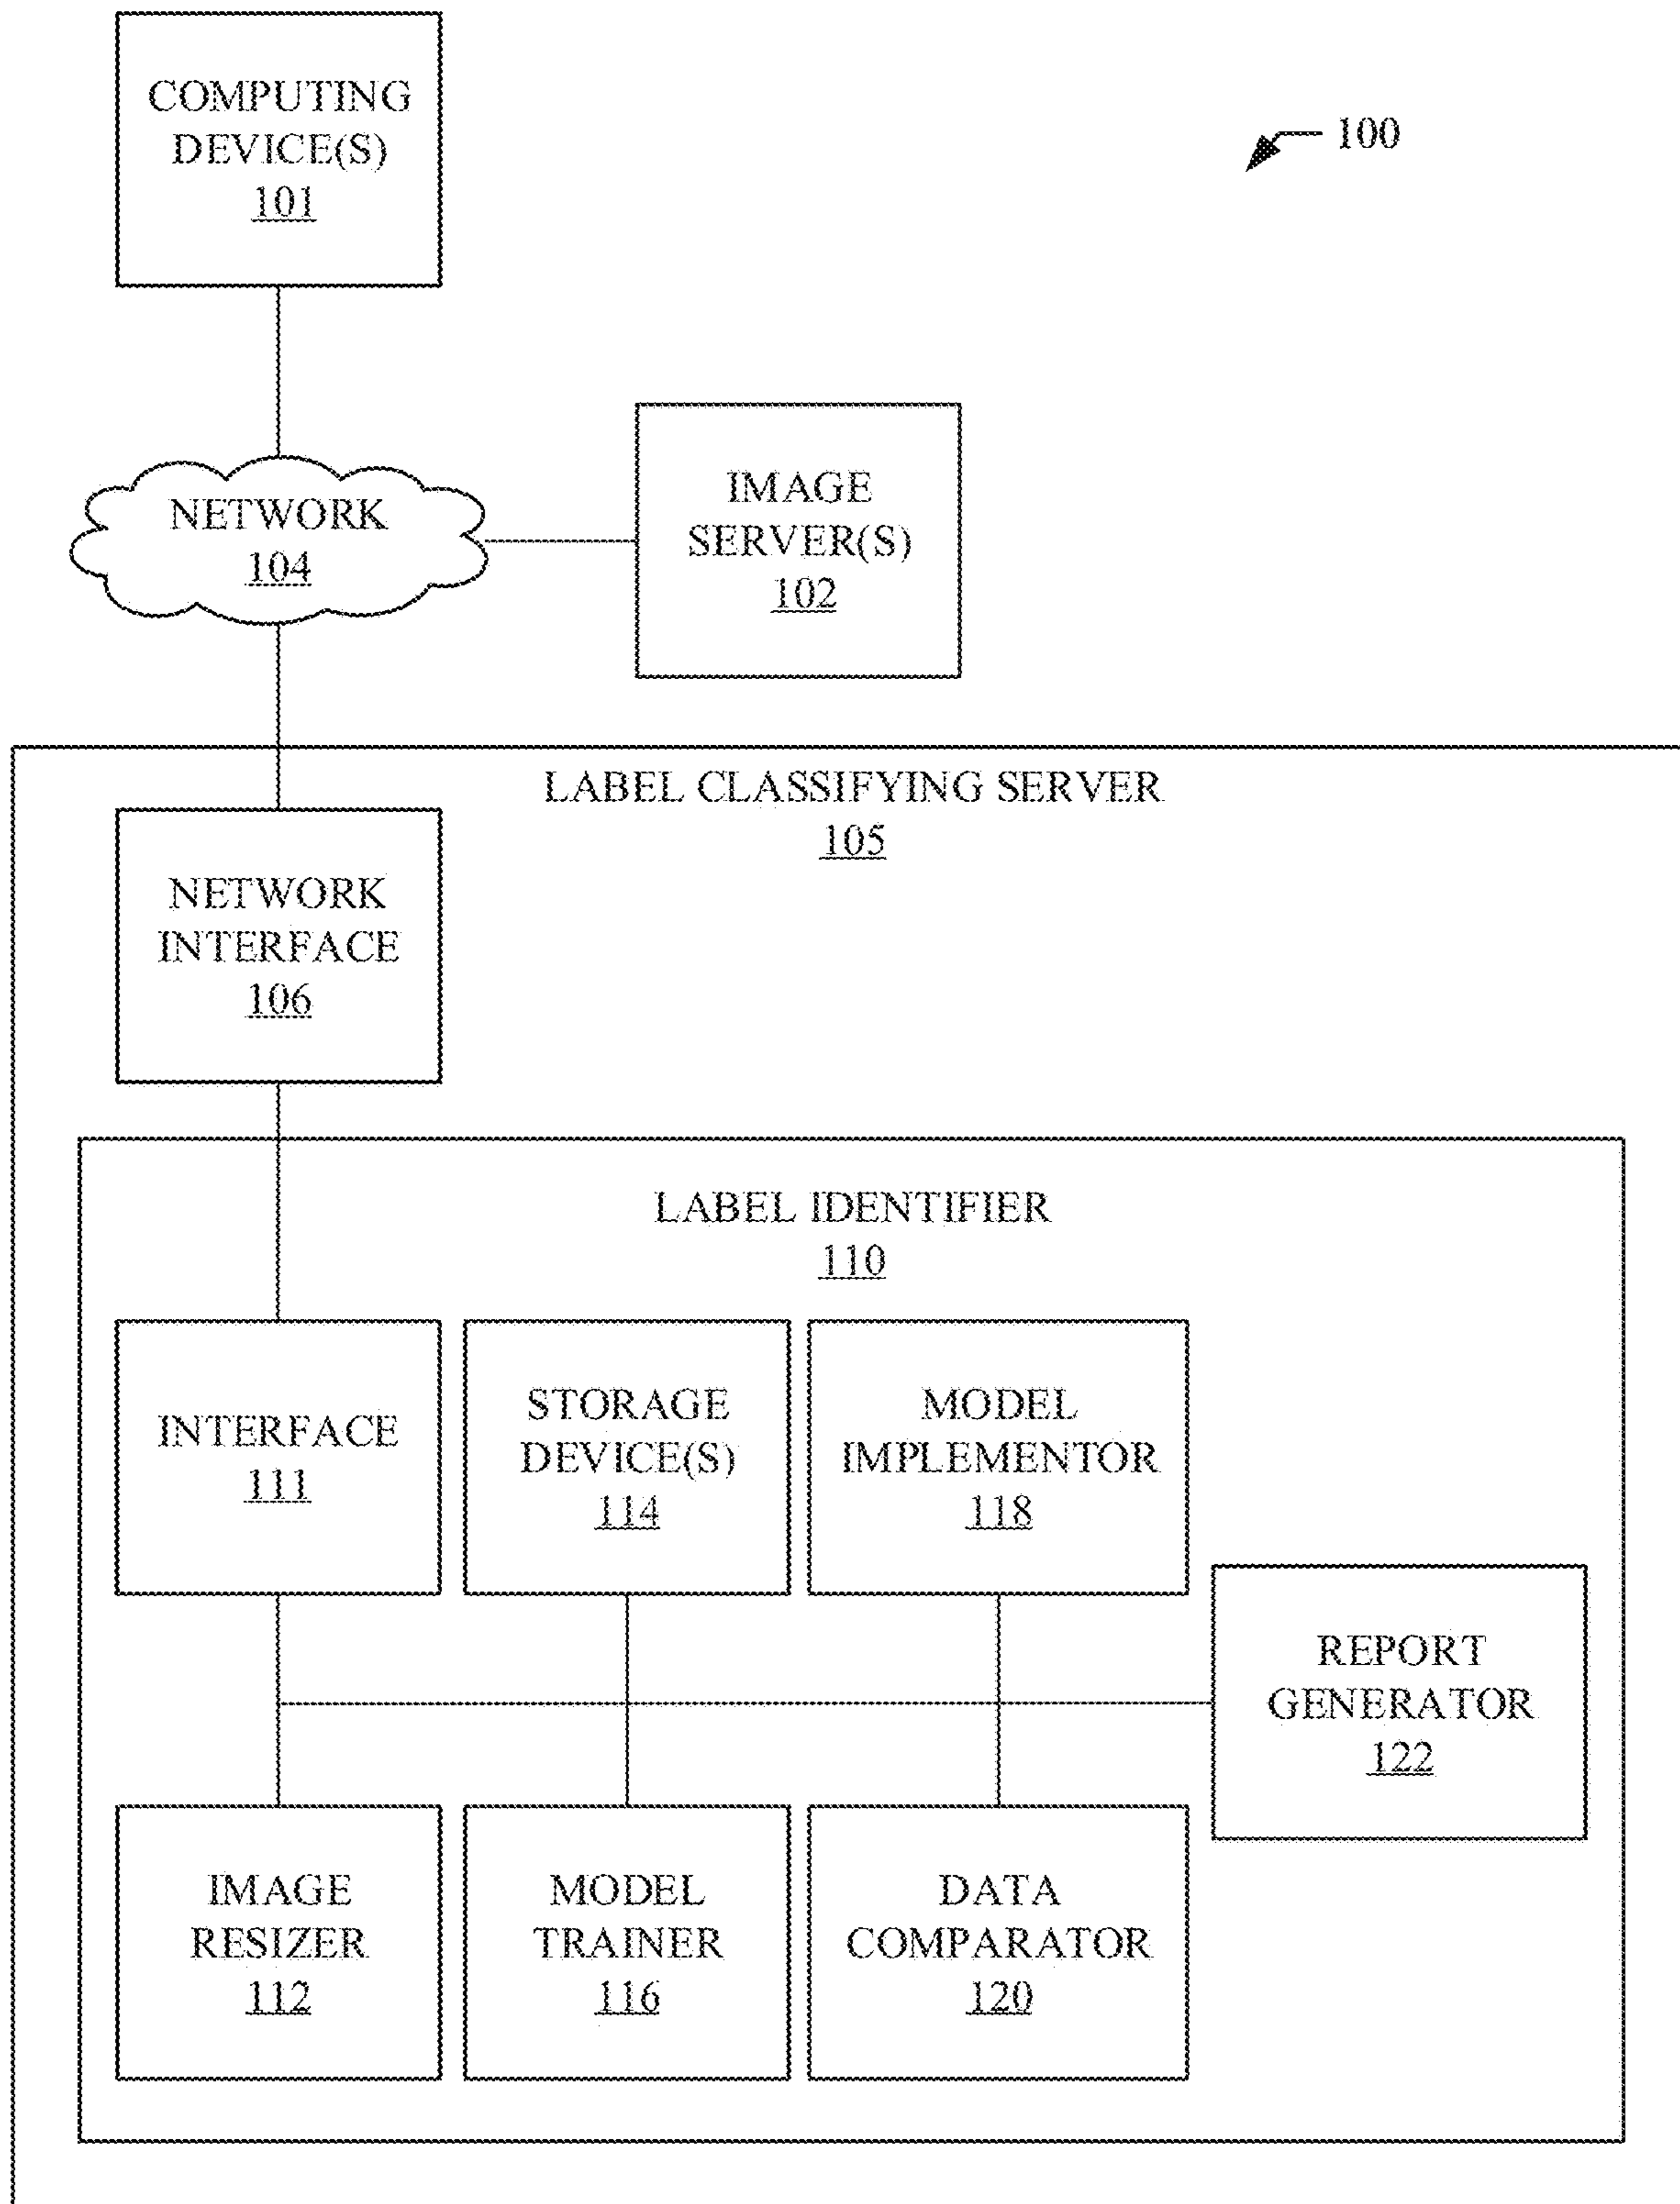 COMPUTING
DEVICE(S)
101
100
NETWORK
104
IMAGE
SERVER(S)
102
LABEL CLASSIFYING SERVER
105
NETWORK
INTERFACE
106
LABEL IDENTIFIER
110
INTERFACE
111
STORAGE
DEVICE(S)
114
MODEL
IMPLEMENTOR
118
REPORT
GENERATOR
122
IMAGE
RESIZER
112
MODEL
TRAINER
116
DATA
COMPARATOR
120